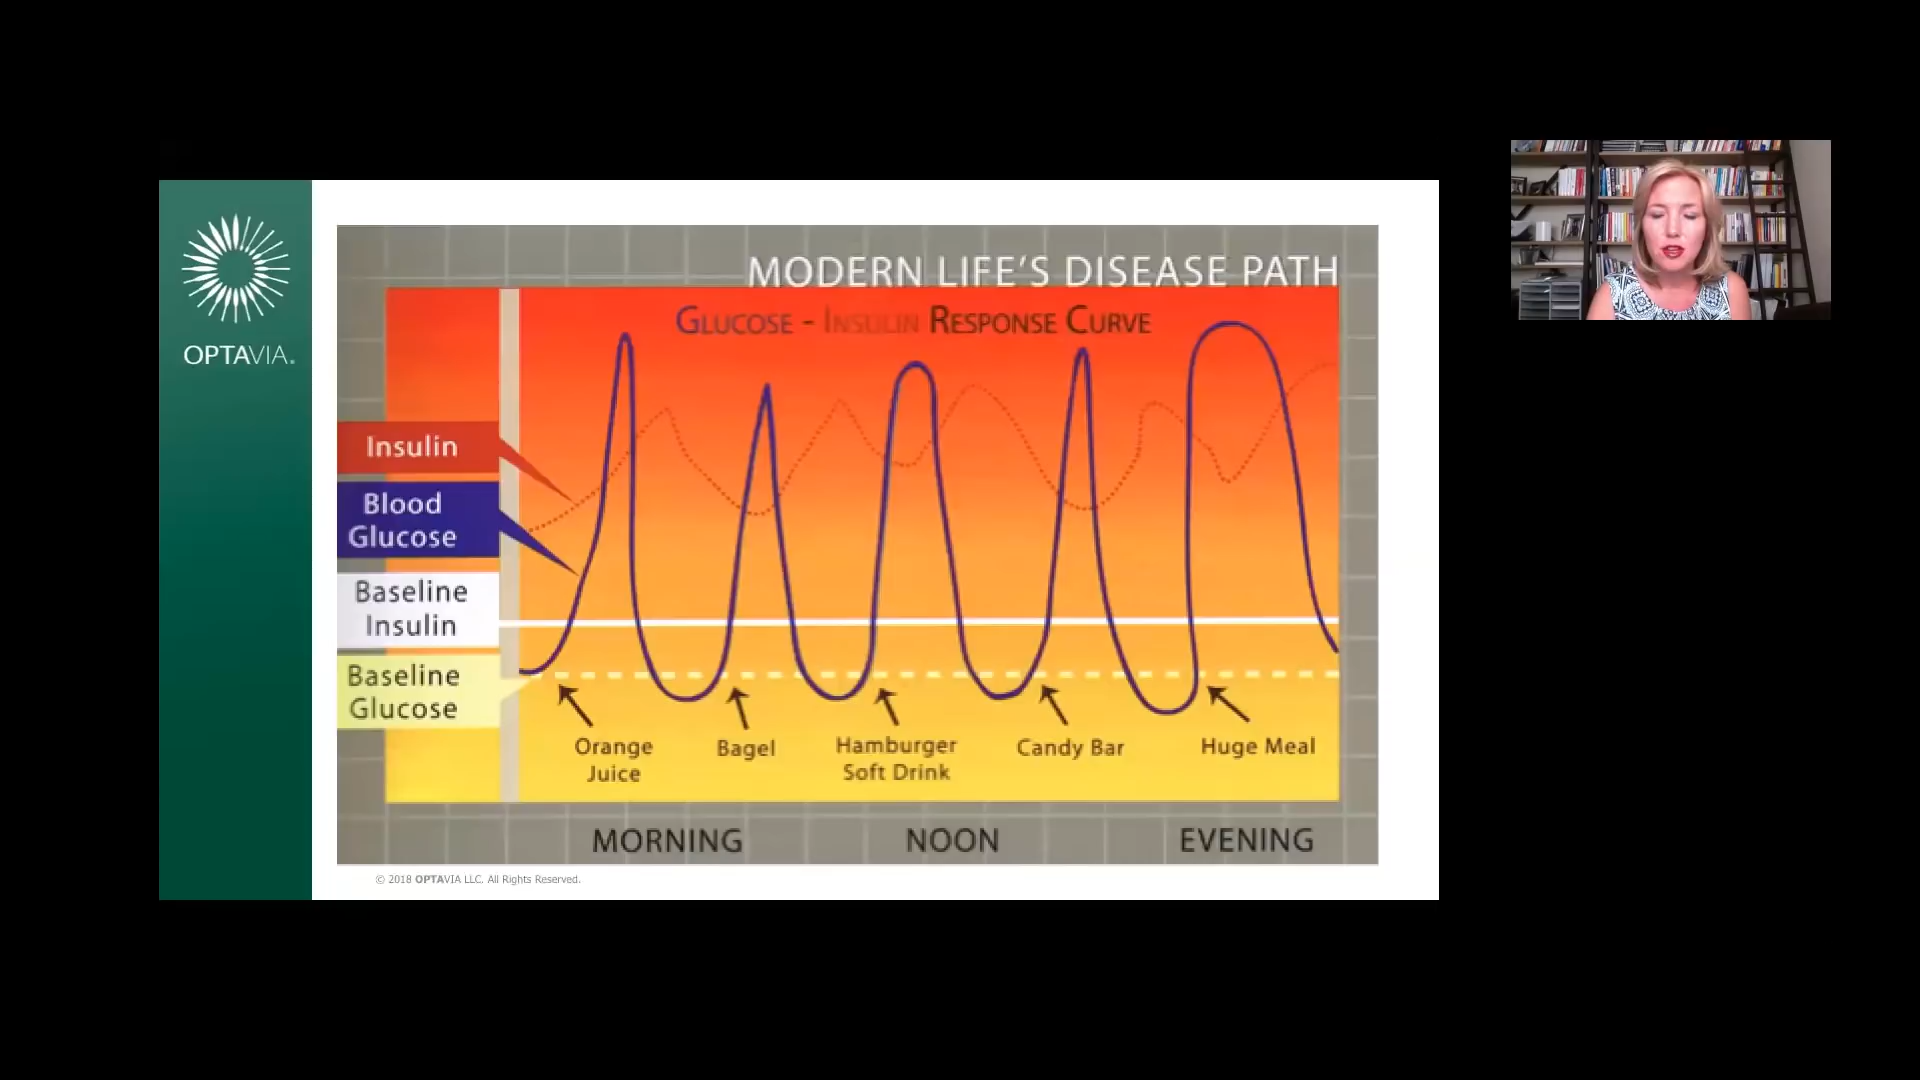 OPTAVIA.
MODERN LIFE'S DISEASE PATH
GLUCOSE - INSULIN RESPONSE CURVE
Insulin
Blood
Glucose
Baseline
Insulin
Baseline
Glucose
Orange
Juice
Bagel
Hamburger
Soft Drink
Candy Bar
Huge Meal
MORNING
NOON
EVENING
© 2018 OPTAVIA LLC. All Rights Reserved.